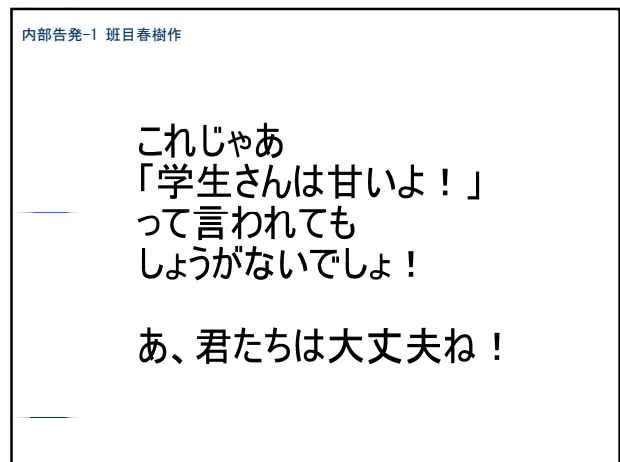 内部告発-1 班目春樹作
これじゃあ
「学生さんは甘いよ！」
って言われても
しょうがないでしょ！
あ、君たちは大丈夫ね！